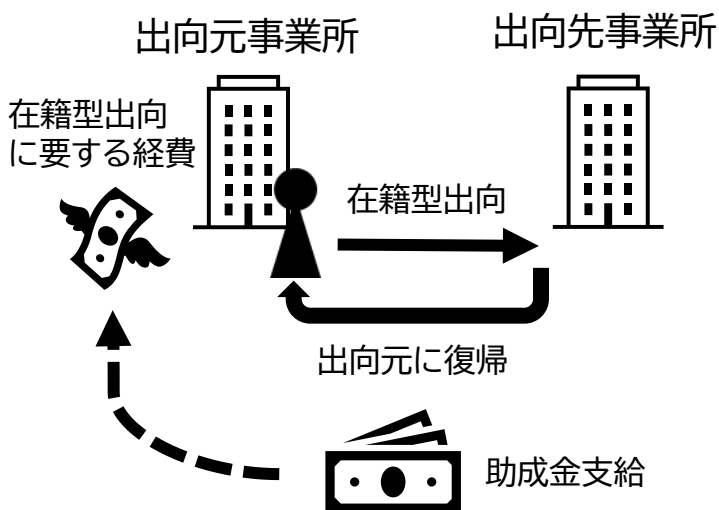 出向元事業所
出向先事業所
在籍型出向
に要する経費
在籍型出向
出向元に復帰
助成金支給